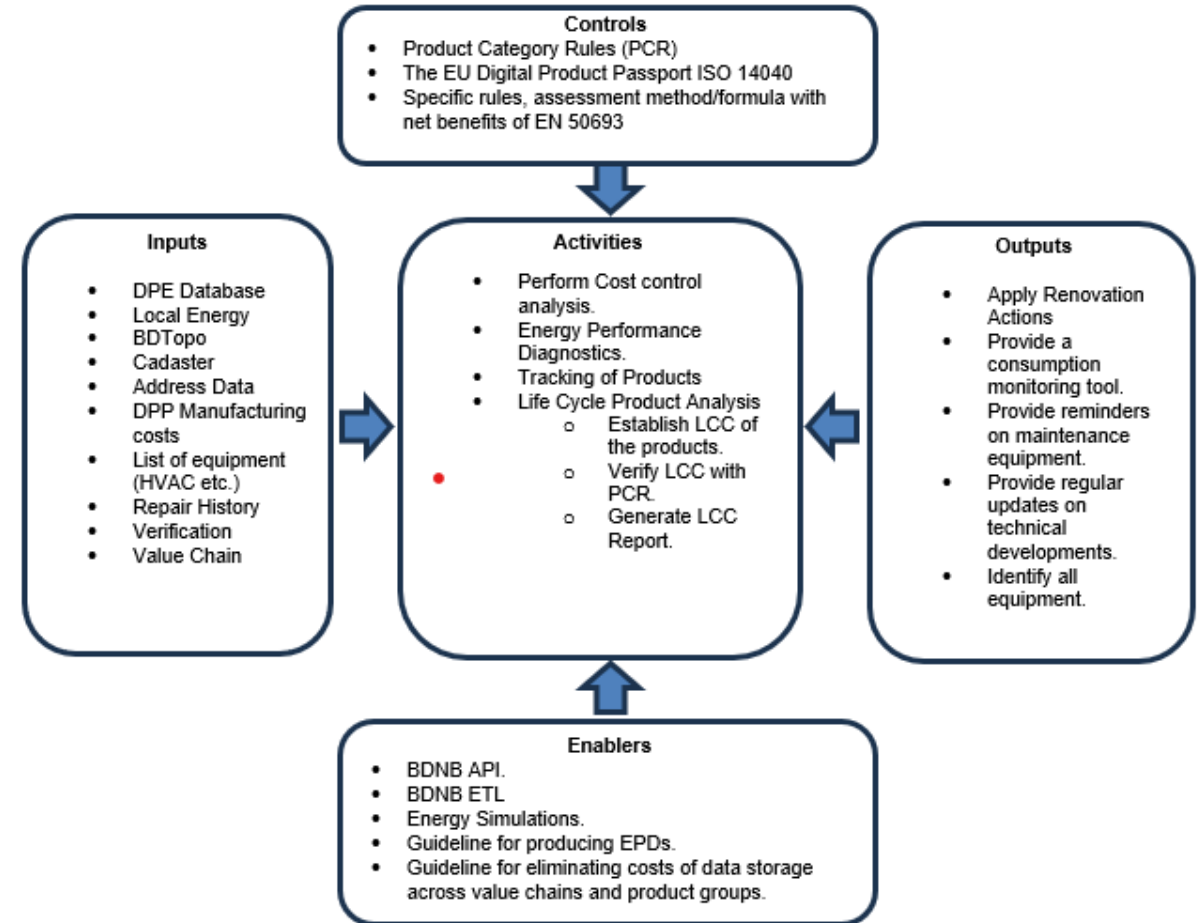 Controls
• Product Category Rules (PCR)
• The EU Digital Product Passport ISO 14040
• Specific rules, assessment method/formula with
net benefits of EN 50693
Inputs
• DPE Database
• Local Energy
• BDTopo
• Cadaster
• Address Data
• DPP Manufacturing
costs
• List of equipment
(HVAC etc.)
• Repair History
• Verification
• Value Chain
Activities
• Perform Cost control
analysis.
• Energy Performance
Diagnostics.
• Tracking of Products
• Life Cycle Product Analysis
o Establish LCC of
the products.
o Verify LCC with
PCR.
o Generate LCC
Report.
Outputs
• Apply Renovation
Actions
• Provide a
consumption
monitoring tool.
• Provide reminders
on maintenance
equipment.
• Provide regular
updates on
technical
developments.
• Identify all
equipment.
Enablers
• BDNB API.
• BDNB ETL
• Energy Simulations.
• Guideline for producing EPDs.
• Guideline for eliminating costs of data storage
across value chains and product groups.